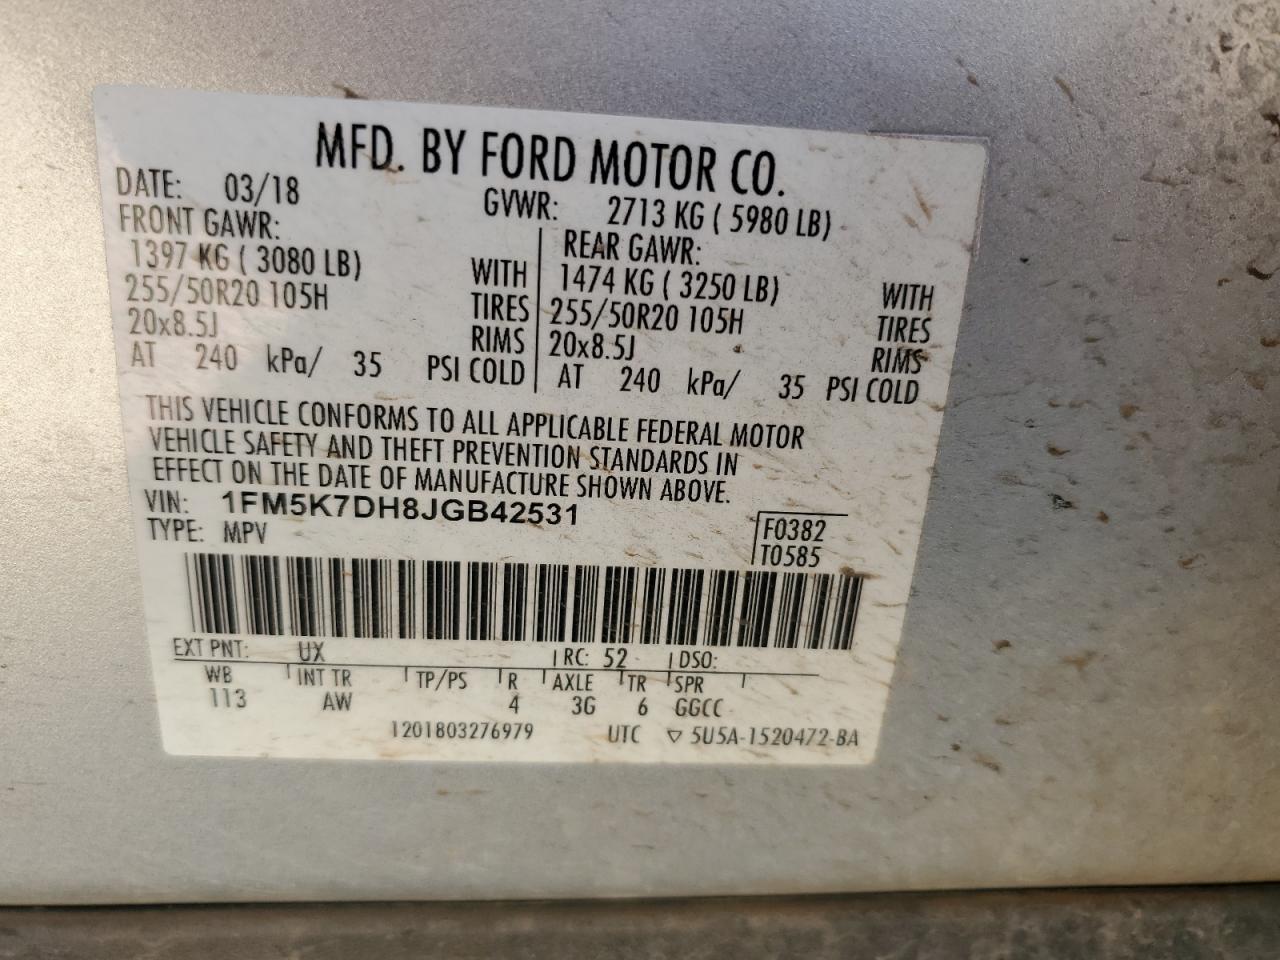 MFD. BY FORD MOTOR CO.
DATE: 03/18 GVWR: 2713 KG ( 5980 LB)
FRONT GAWR: REAR GAWR:
1397 KG ( 3080 LB) WITH 1474 KG ( 3250 LB) WITH
255/50R20 105H TIRES 255/50R20 105H TIRES
20x8.5J RIMS 20x8.5J RIMS
AT 240 kPa/ 35 PSI COLD AT 240 kPa/ 35 PSI COLD
THIS VEHICLE CONFORMS TO ALL APPLICABLE FEDERAL MOTOR
VEHICLE SAFETY AND THEFT PREVENTION STANDARDS IN
EFFECT ON THE DATE OF MANUFACTURE SHOWN ABOVE.
VIN: 1FM5K7DH8JGB42531
TYPE: MPV
F0382
T0585
EXT PNT: UX RC: 52 DSO:
WB INT TR TP/PS R AXLE TR SPR
113 AW 4 3G 6 GGCC
1201803276979 UTC ▽ 5U5A-1520472-BA